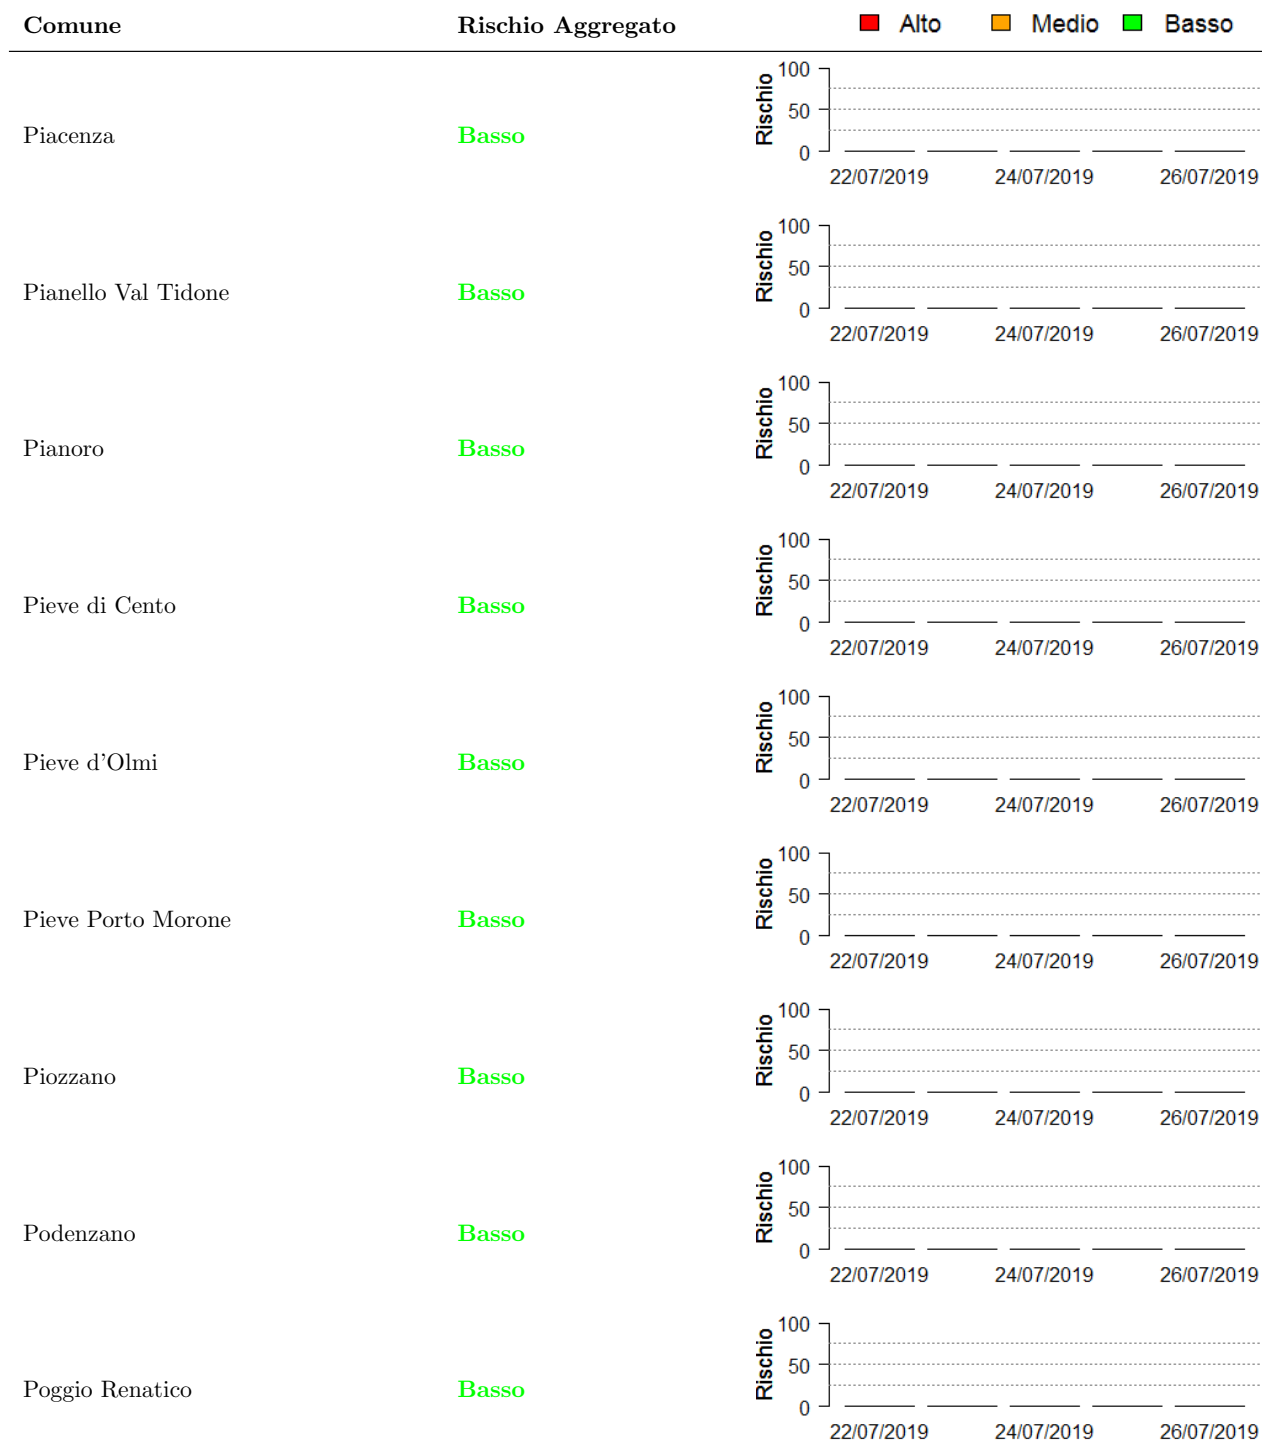 Comune Rischio Aggregato Alto Medio Basso
100
Rischio
50
Piacenza Basso
0
22/07/2019 24/07/2019 26/07/2019
100
Rischio
50
Pianello Val Tidone Basso
0
22/07/2019 24/07/2019 26/07/2019
100
Rischio
50
Pianoro Basso
0
22/07/2019 24/07/2019 26/07/2019
100
Rischio
50
Pieve di Cento Basso
0
22/07/2019 24/07/2019 26/07/2019
100
Rischio
50
Pieve d'Olmi Basso
0
22/07/2019 24/07/2019 26/07/2019
100
Rischio
50
Pieve Porto Morone Basso
0
22/07/2019 24/07/2019 26/07/2019
100
Rischio
50
Piozzano Basso
0
22/07/2019 24/07/2019 26/07/2019
100
Rischio
50
Podenzano Basso
0
22/07/2019 24/07/2019 26/07/2019
100
Rischio
50
Poggio Renatico Basso
0
22/07/2019 24/07/2019 26/07/2019